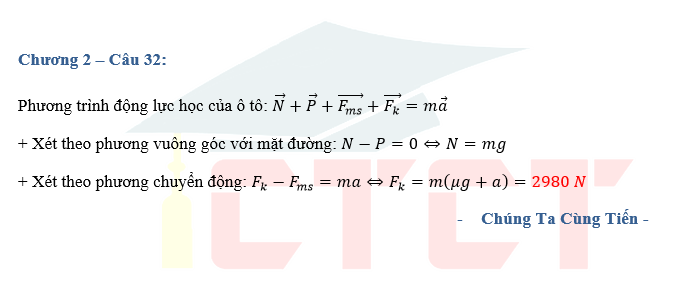 Chương 2 – Câu 32:
Phương trình động lực học của ô tô: $\vec{N} + \vec{P} + \overrightarrow{F_{ms}} + \overrightarrow{F_k} = m\vec{a}$
+ Xét theo phương vuông góc với mặt đường: $N - P = 0 \Leftrightarrow N = mg$
+ Xét theo phương chuyển động: $F_k - F_{ms} = ma \Leftrightarrow F_k = m(\mu g + a) = 2980\ N$
- Chúng Ta Cùng Tiến -
CTCT